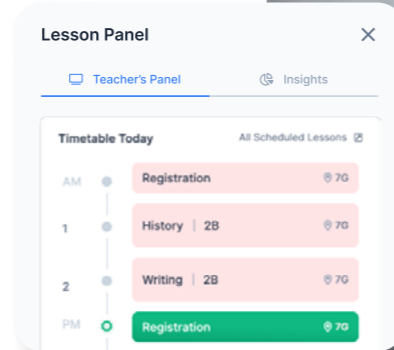 Lesson Panel
Teacher's Panel Insights
Timetable Today All Scheduled Lessons
AM Registration 7G
1 History | 2B 7G
2 Writing | 2B 7G
PM Registration 7G